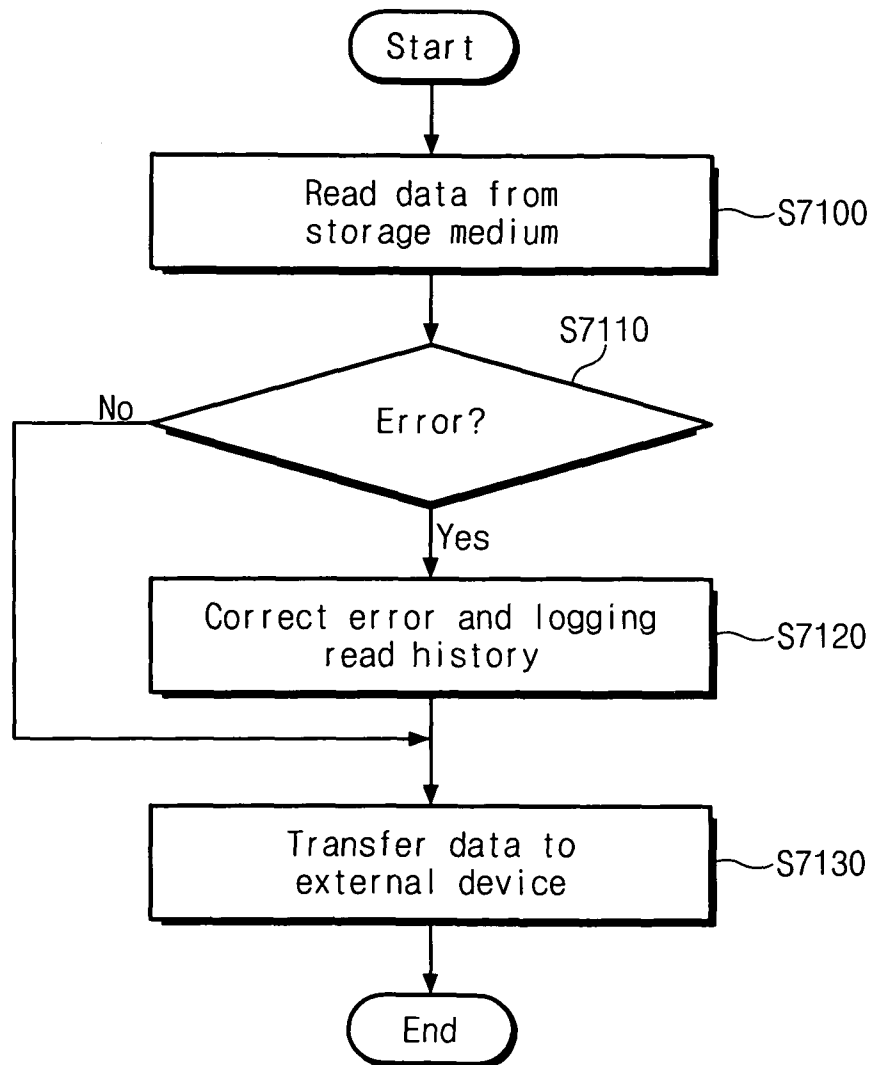 Start
Read data from
storage medium
S7100
S7110
No
Error?
Yes
Correct error and logging
read history
S7120
Transfer data to
external device
S7130
End